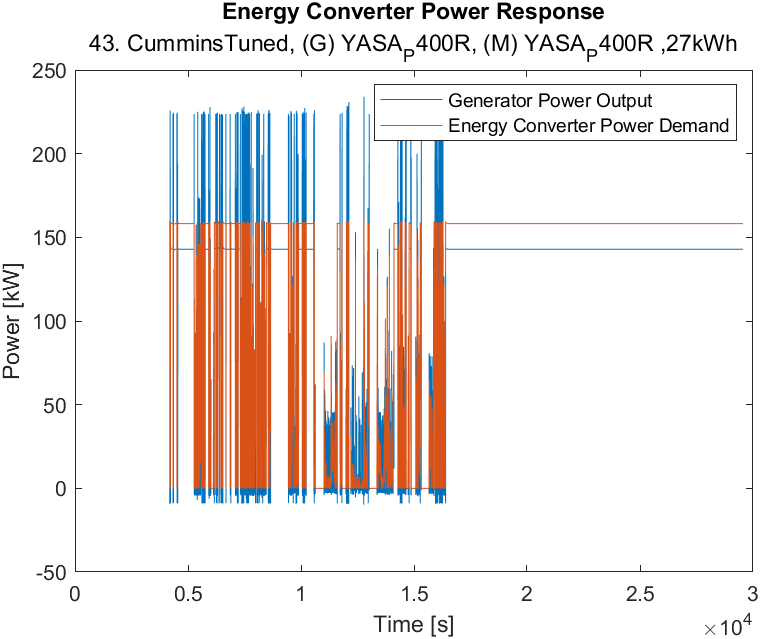 Energy Converter Power Response
43. CumminsTuned, (G) YASA_P400R, (M) YASA_P400R ,27kWh
250
200
150
100
50
0
-50
Power [kW]
Generator Power Output
Energy Converter Power Demand
0 0.5 1 1.5 2 2.5 3
Time [s]
×10^4